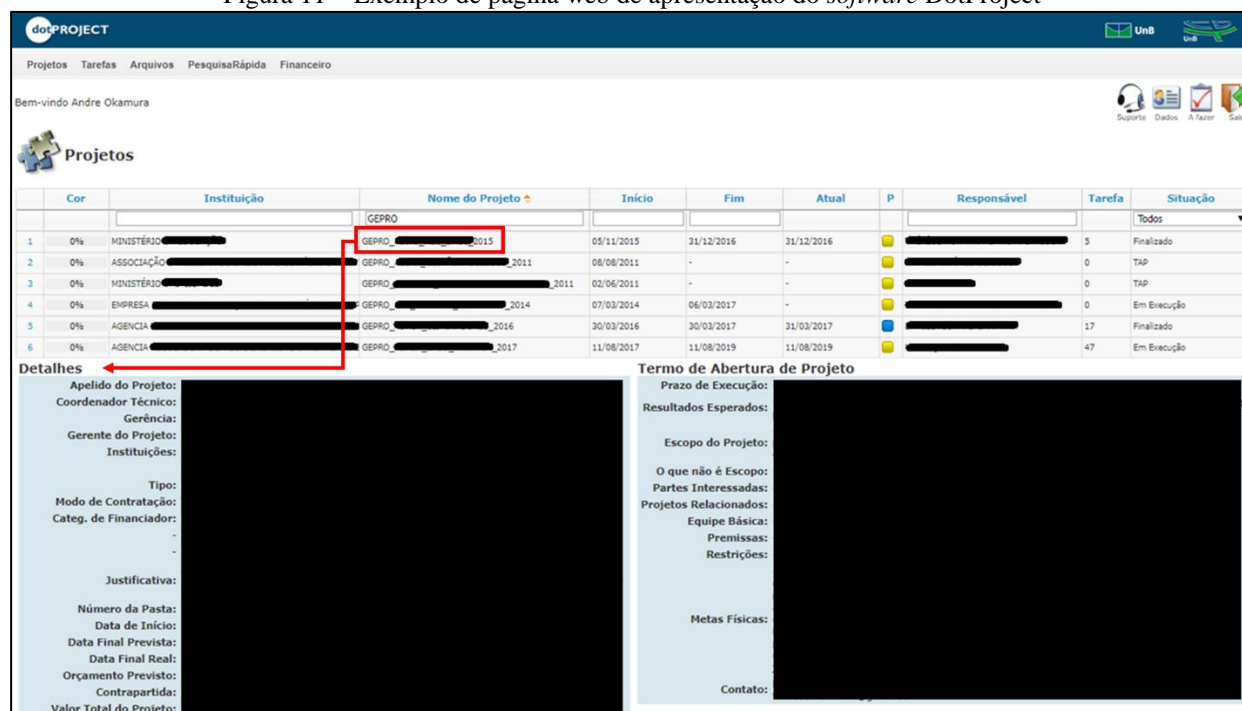 Figura 11 – Exemplo de página web de apresentação do software DotProject
dotPROJECT UnB UnB
Projetos Tarefas Arquivos PesquisaRápida Financeiro
Bem-vindo Andre Okamura
Suporte Dados A fazer Sair
Projetos
Cor Instituição Nome do Projeto Início Fim Atual P Responsável Tarefa Situação
GEPRO Todos
1 0% MINISTÉRIO GEPRO_ 2015 05/11/2015 31/12/2016 31/12/2016 5 Finalizado
2 0% ASSOCIAÇÃO GEPRO_ _2011 08/08/2011 - - 0 TAP
3 0% MINISTÉRIO GEPRO_ _2011 02/06/2011 - - 0 TAP
4 0% EMPRESA GEPRO_ _2014 07/03/2014 06/03/2017 - 0 Em Execução
5 0% AGENCIA GEPRO_ _2016 30/03/2016 30/03/2017 31/03/2017 17 Finalizado
6 0% AGENCIA GEPRO_ _2017 11/08/2017 11/08/2019 11/08/2019 47 Em Execução
Detalhes
Apelido do Projeto:
Coordenador Técnico:
Gerência:
Gerente do Projeto:
Instituições:
Tipo:
Modo de Contratação:
Categ. de Financiador:
-
-
Justificativa:
Número da Pasta:
Data de Início:
Data Final Prevista:
Data Final Real:
Orçamento Previsto:
Contrapartida:
Valor Total do Projeto:
Termo de Abertura de Projeto
Prazo de Execução:
Resultados Esperados:
Escopo do Projeto:
O que não é Escopo:
Partes Interessadas:
Projetos Relacionados:
Equipe Básica:
Premissas:
Restrições:
Metas Físicas:
Contato: